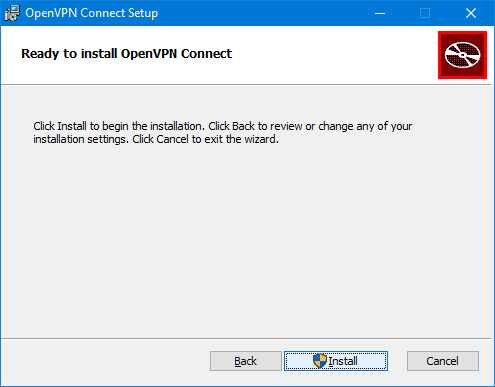 OpenVPN Connect Setup
Ready to install OpenVPN Connect
Click Install to begin the installation. Click Back to review or change any of your
installation settings. Click Cancel to exit the wizard.
Back
Install
Cancel